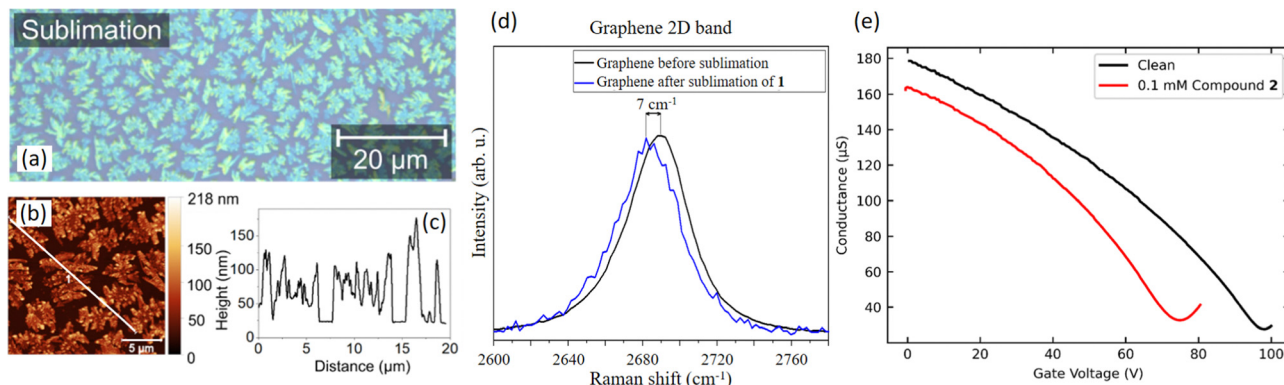 Sublimation
(a)
20 μm
(b)
218 nm
150
100
50
0
1
5 μm
(c)
Height (nm)
150
100
50
0
0 5 10 15 20
Distance (μm)
(d)
Graphene 2D band
Graphene before sublimation
Graphene after sublimation of 1
7 cm⁻¹
Intensity (arb. u.)
2600 2640 2680 2720 2760
Raman shift (cm⁻¹)
(e)
Clean
0.1 mM Compound 2
Conductance (μS)
180
160
140
120
100
80
60
40
0 20 40 60 80 100
Gate Voltage (V)